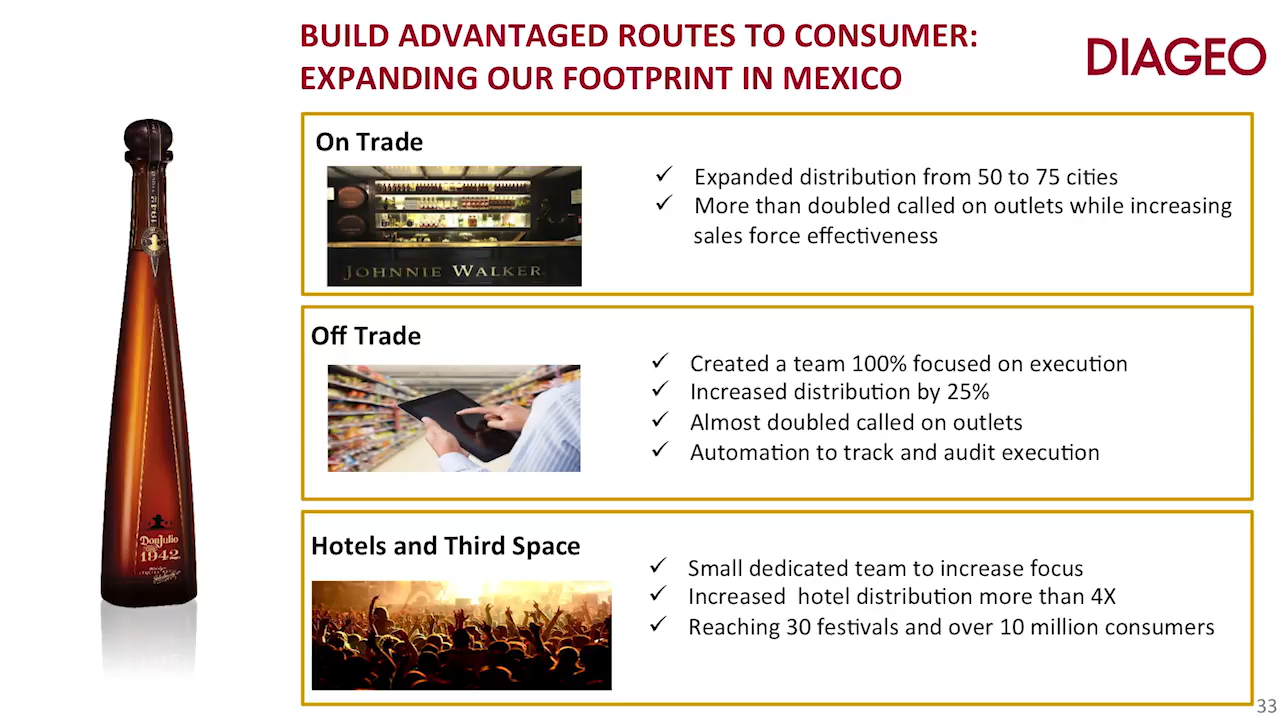 BUILD ADVANTAGED ROUTES TO CONSUMER:
EXPANDING OUR FOOTPRINT IN MEXICO
DIAGEO
On Trade
JOHNNIE WALKER
✓ Expanded distribution from 50 to 75 cities
✓ More than doubled called on outlets while increasing
sales force effectiveness
Off Trade
✓ Created a team 100% focused on execution
✓ Increased distribution by 25%
✓ Almost doubled called on outlets
✓ Automation to track and audit execution
Hotels and Third Space
✓ Small dedicated team to increase focus
✓ Increased  hotel distribution more than 4X
✓ Reaching 30 festivals and over 10 million consumers
Don Julio
1942
33